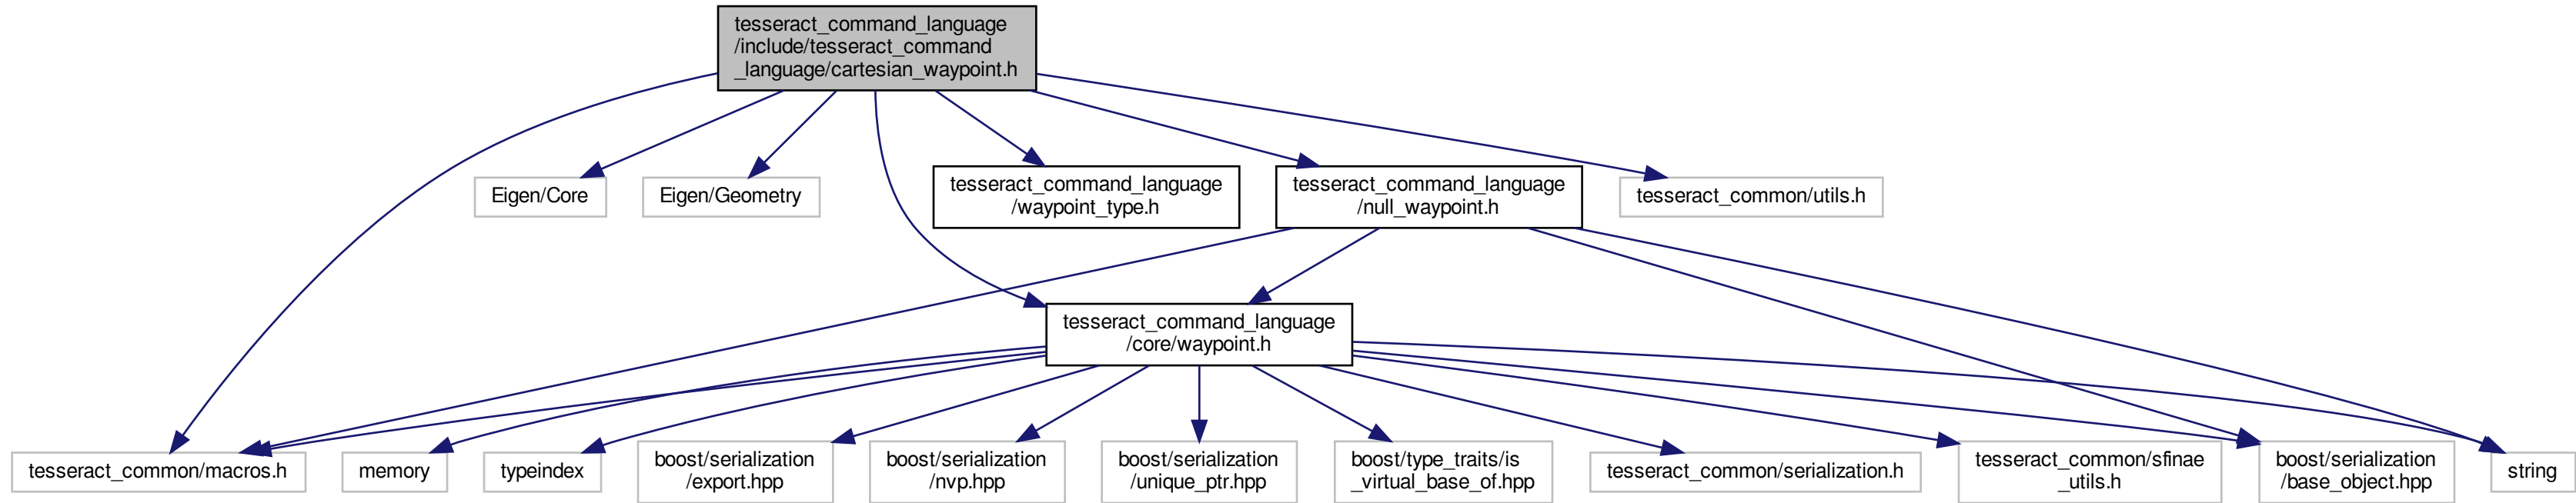 tesseract_command_language
/include/tesseract_command
_language/cartesian_waypoint.h
Eigen/Core
Eigen/Geometry
tesseract_command_language
/waypoint_type.h
tesseract_command_language
/null_waypoint.h
tesseract_common/utils.h
tesseract_command_language
/core/waypoint.h
tesseract_common/macros.h
memory
typeindex
boost/serialization
/export.hpp
boost/serialization
/nvp.hpp
boost/serialization
/unique_ptr.hpp
boost/type_traits/is
_virtual_base_of.hpp
tesseract_common/serialization.h
tesseract_common/sfinae
_utils.h
boost/serialization
/base_object.hpp
string